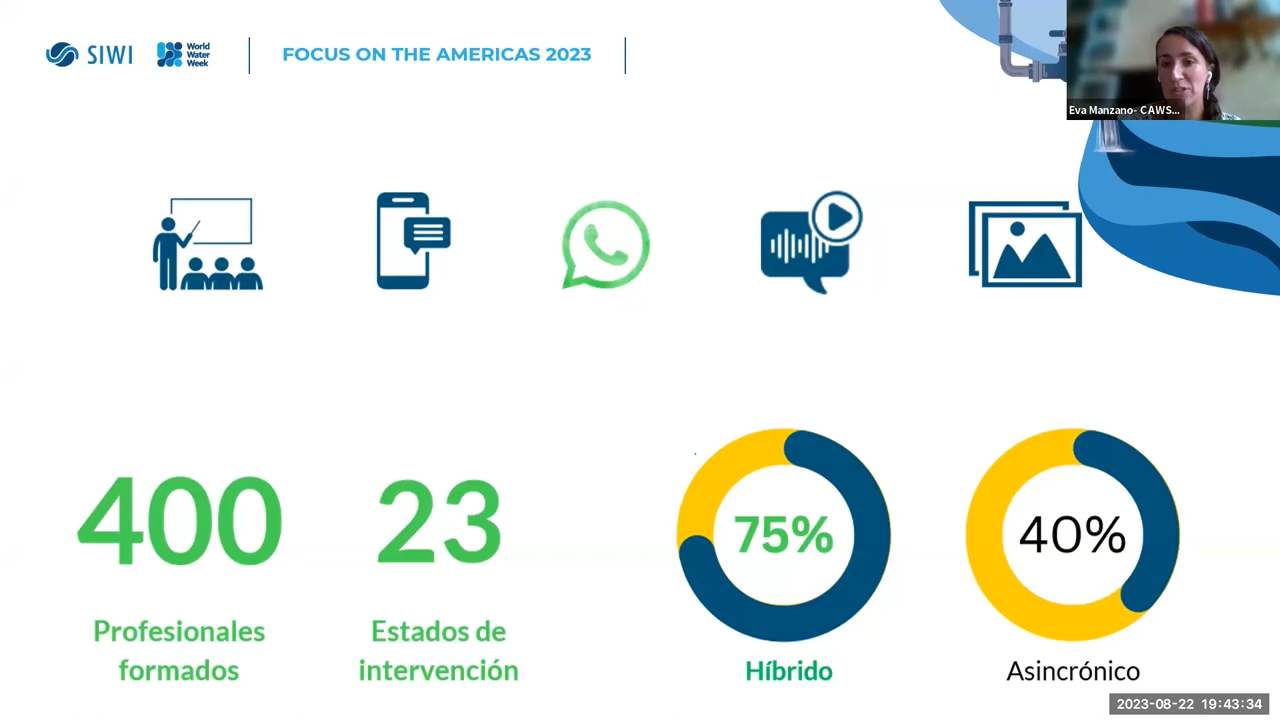 SIWI
World
Water
Week
FOCUS ON THE AMERICAS 2023
Eva Manzano- CAWS...
400
23
75%
40%
Profesionales
formados
Estados de
intervención
Híbrido
Asincrónico
2023-08-22 19:43:34